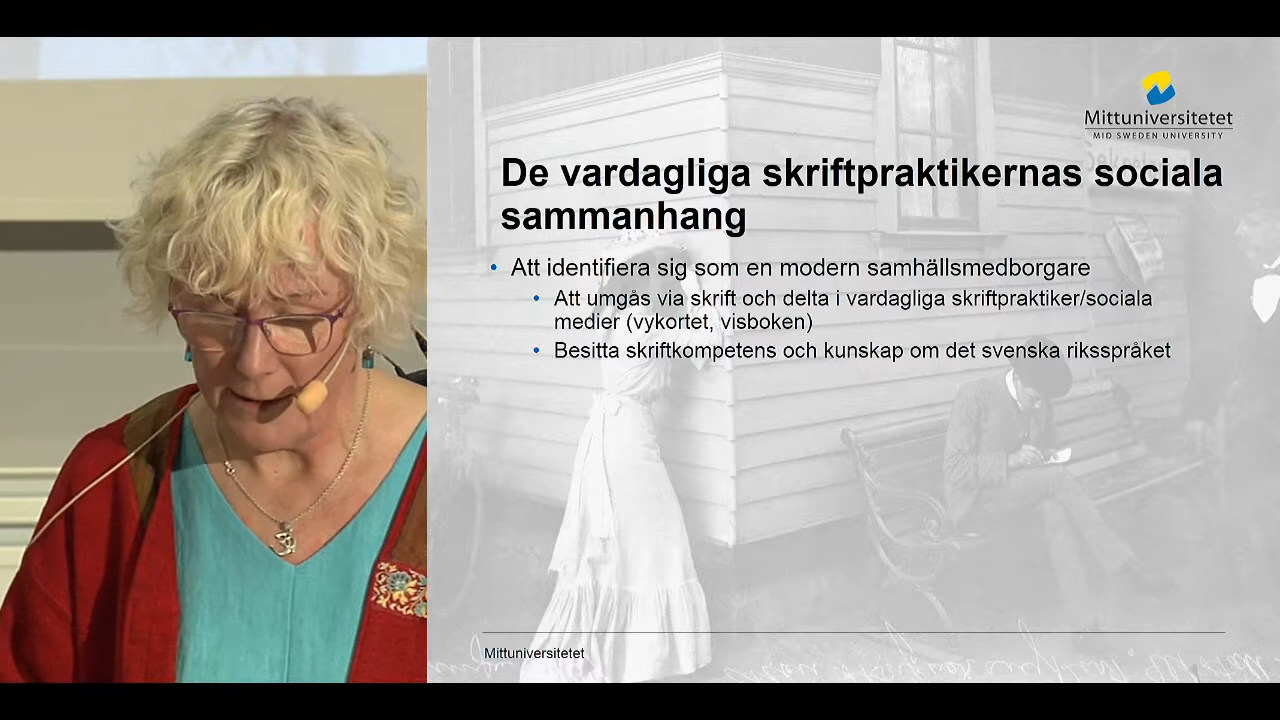 Mittuniversitetet
MID SWEDEN UNIVERSITY
De vardagliga skriftpraktikernas sociala
sammanhang
• Att identifiera sig som en modern samhällsmedborgare
• Att umgås via skrift och delta i vardagliga skriftpraktiker/sociala
medier (vykortet, visboken)
• Besitta skriftkompetens och kunskap om det svenska riksspråket
Mittuniversitetet